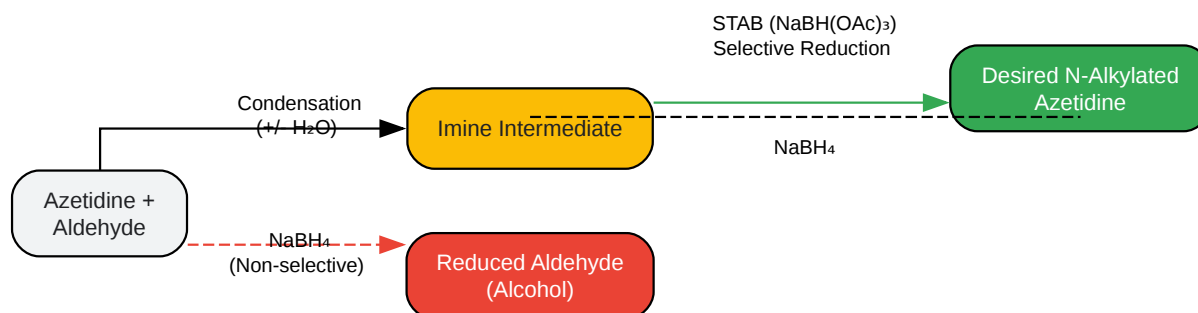 STAB (NaBH(OAc)₃)
Selective Reduction
Desired N-Alkylated
Azetidine
Condensation
(+/- H₂O)
Imine Intermediate
NaBH₄
Azetidine +
Aldehyde
NaBH₄
(Non-selective)
Reduced Aldehyde
(Alcohol)